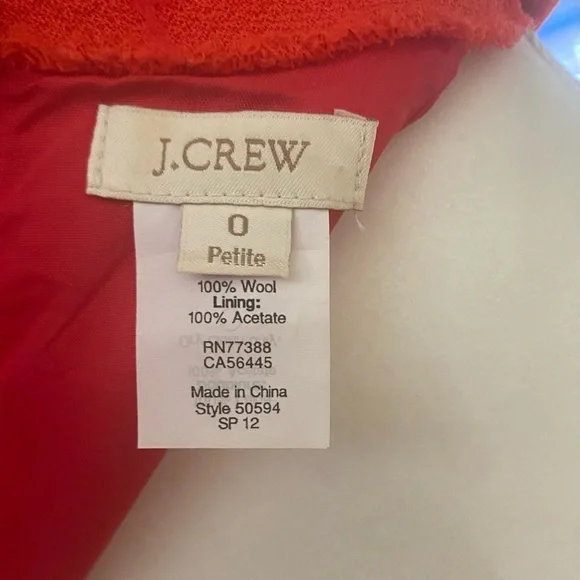 J.CREW
0
Petite
100% Wool
Lining:
100% Acetate
RN77388
CA56445
Made in China
Style 50594
SP 12